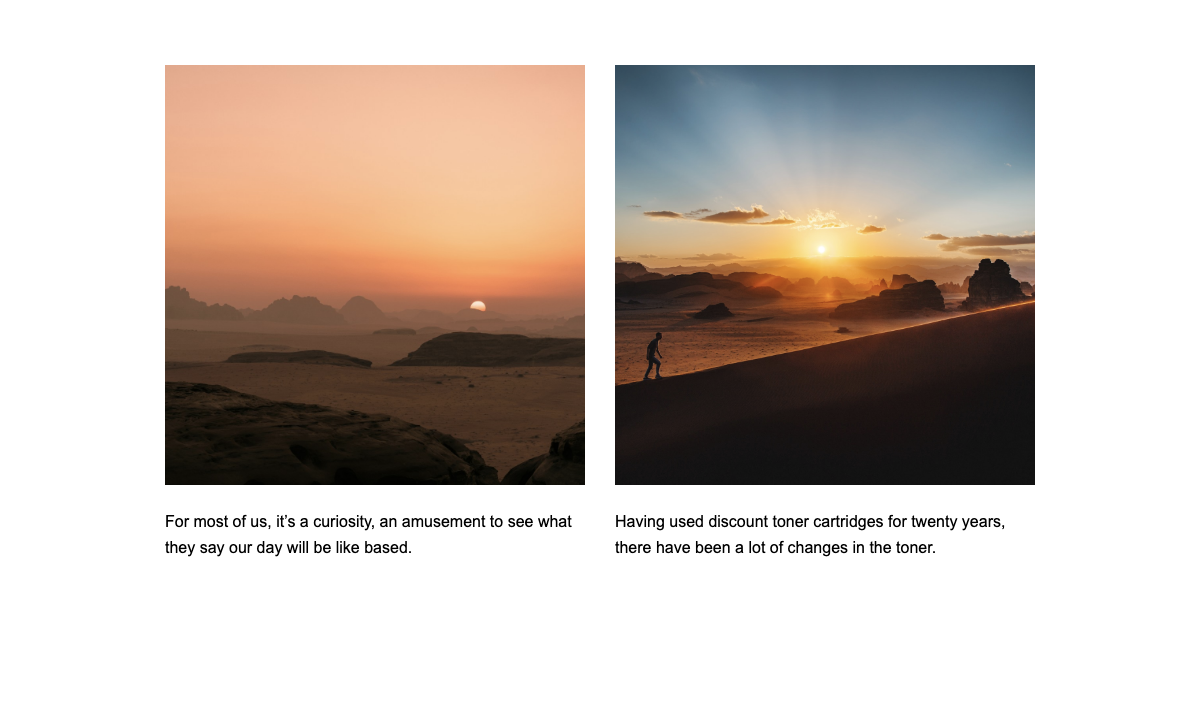 For most of us, it’s a curiosity, an amusement to see what
they say our day will be like based.
Having used discount toner cartridges for twenty years,
there have been a lot of changes in the toner.